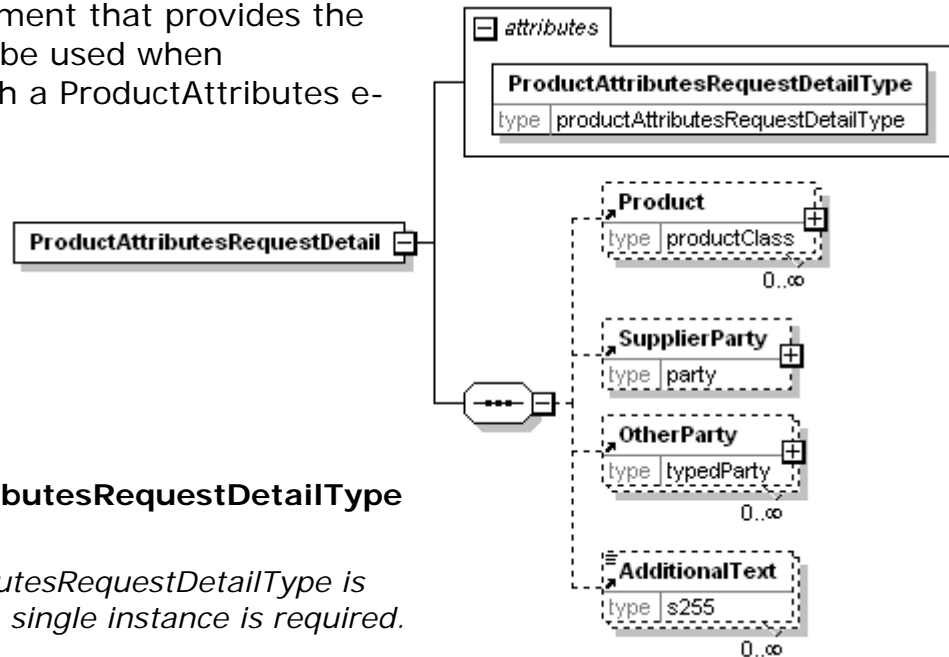 ment that provides the
be used when
h a ProductAttributes e-
attributes
ProductAttributesRequestDetailType
type productAttributesRequestDetailType
ProductAttributesRequestDetail
Product
type productClass
0..∞
SupplierParty
type party
OtherParty
type typedParty
0..∞
AdditionalText
type s255
0..∞
ibutesRequestDetailType
utesRequestDetailType is
single instance is required.